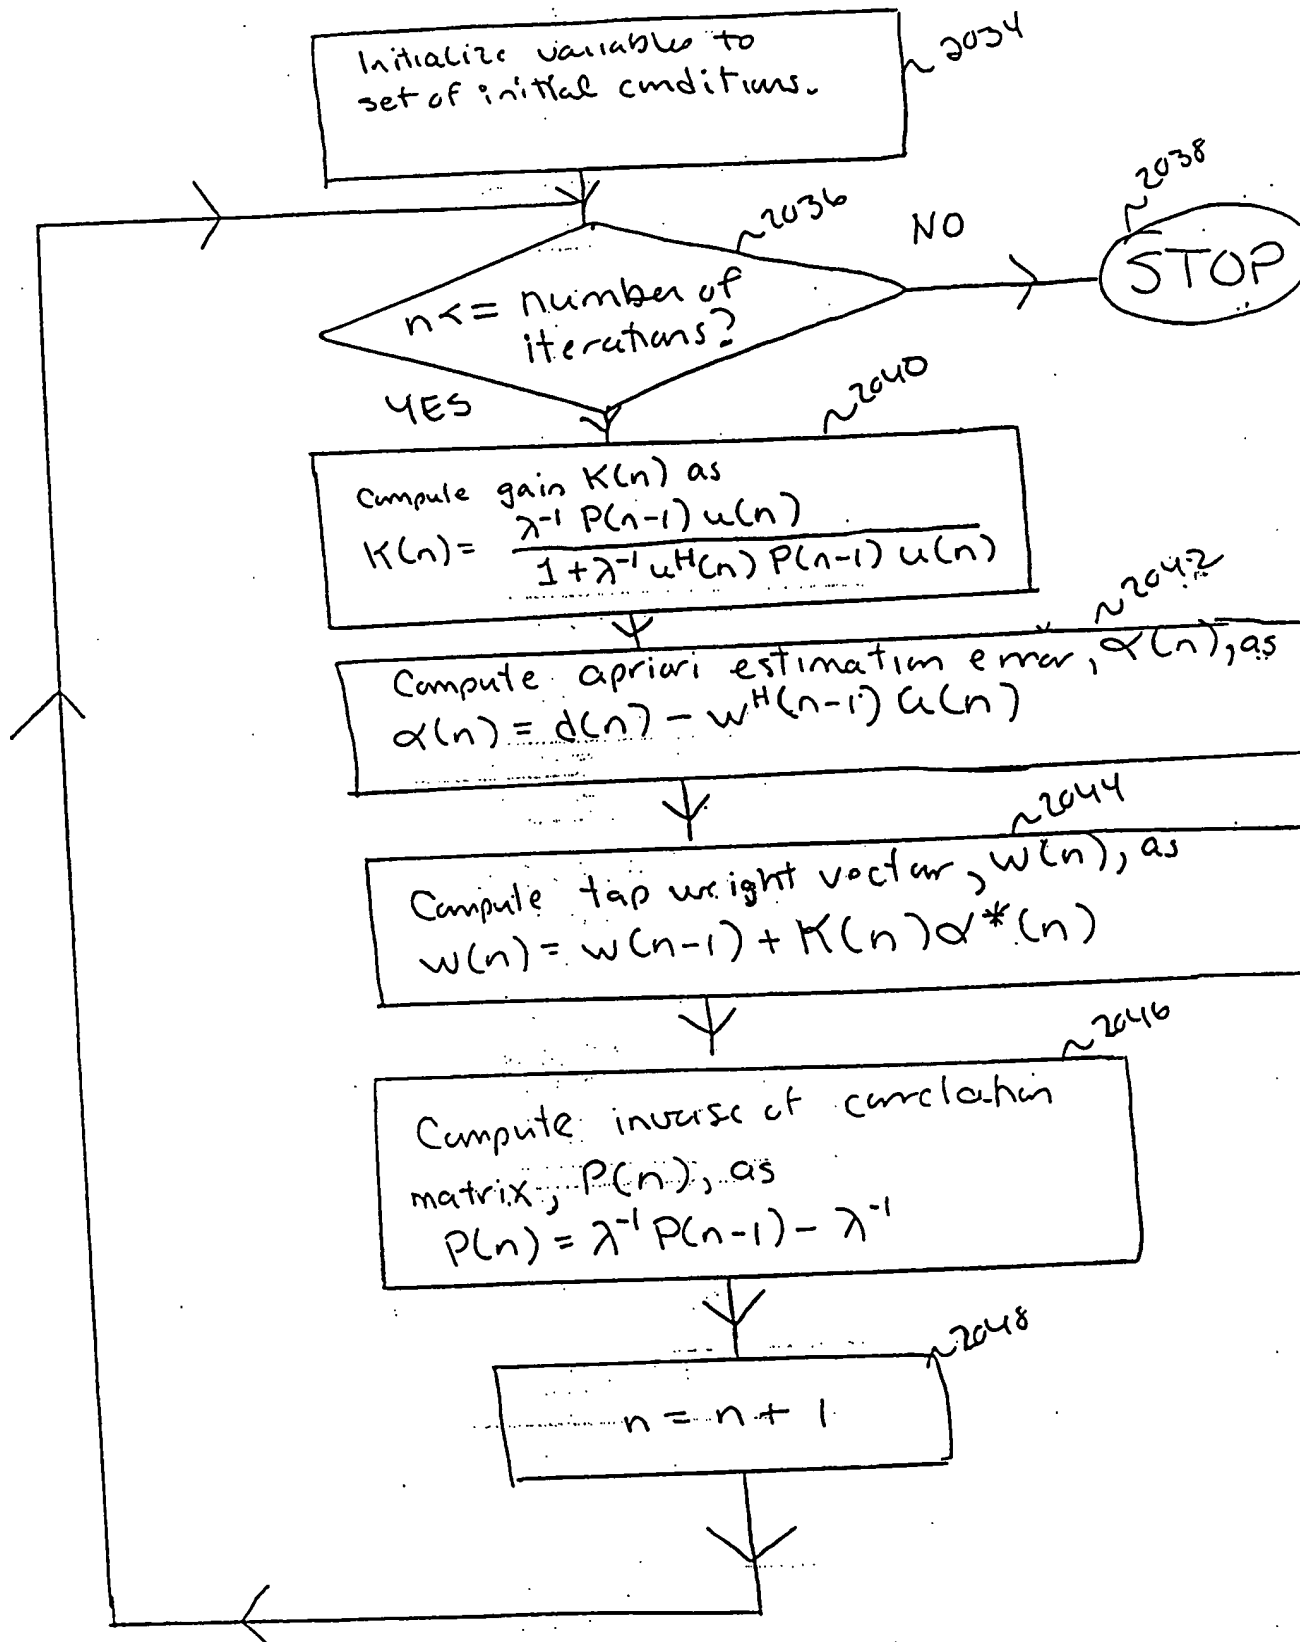 Initialize variables to
set of initial conditions.
2034
2036
n <= number of
iterations?
NO
2038
STOP
YES
2040
Compute gain K(n) as
K(n) = λ⁻¹ P(n-1) u(n)
1 + λ⁻¹ uᴴ(n) P(n-1) u(n)
2042
Compute apriori estimation error, α(n), as
α(n) = d(n) - wᴴ(n-1) u(n)
2044
Compute tap weight vector, w(n), as
w(n) = w(n-1) + K(n) α*(n)
2046
Compute inverse of correlation
matrix, P(n), as
P(n) = λ⁻¹ P(n-1) - λ⁻¹
2048
n = n + 1